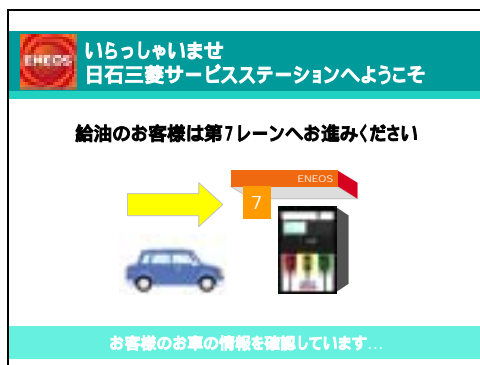 ENEOS
いらっしゃいませ
日石三菱サービスステーションへようこそ
給油のお客様は第7レーンへお進みください
ENEOS
7
お客様のお車の情報を確認しています...